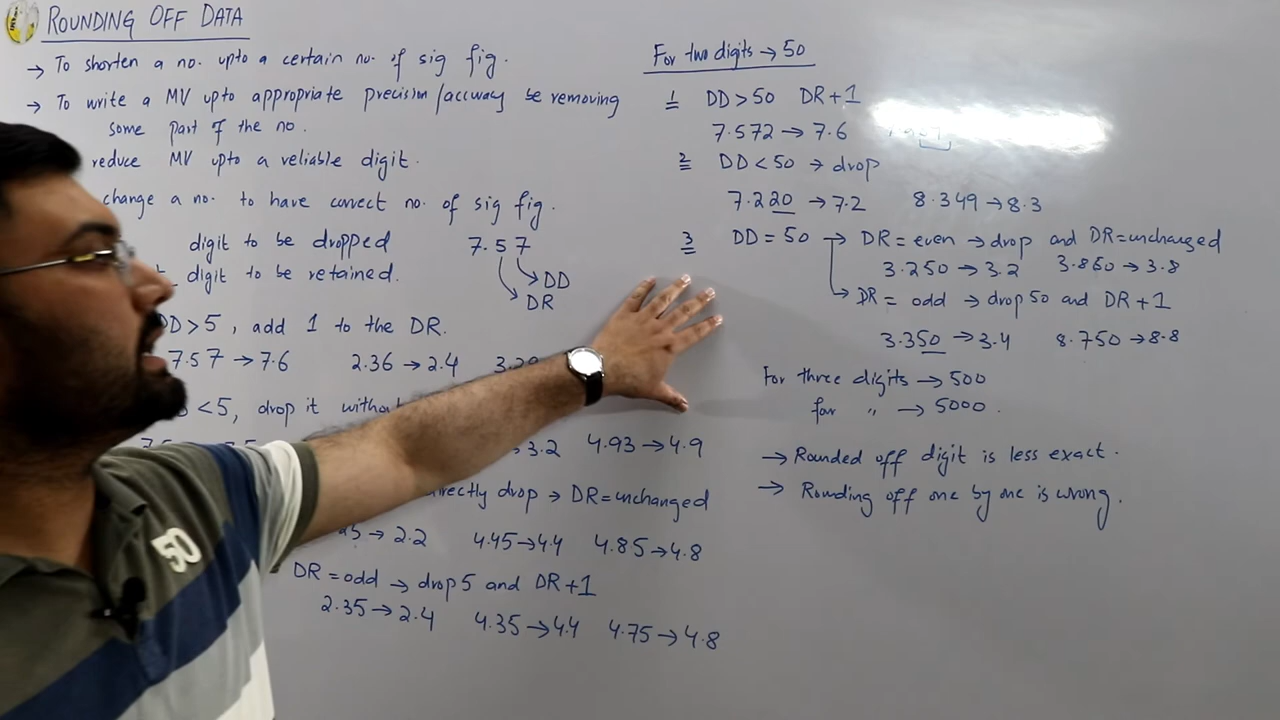 ROUNDING OFF DATA
→ To shorten a no. upto a certain no. of sig fig.
→ To write a MV upto appropriate precision/accuracy be removing
some part of the no.
reduce MV upto a reliable digit.
change a no. to have correct no. of sig fig.
digit to be dropped
digit to be retained.
7.57
DD
DR
DD > 5, add 1 to the DR.
7.57 → 7.6 2.36 → 2.4
< 5, drop it
→ 3.2 4.93 → 4.9
directly drop → DR = unchanged
→ 2.2 4.45 → 4.4 4.85 → 4.8
DR = odd → drop 5 and DR + 1
2.35 → 2.4 4.35 → 4.4 4.75 → 4.8
For two digits → 50
1 DD > 50 DR + 1
7.572 → 7.6
2 DD < 50 → drop
7.220 → 7.2 8.349 → 8.3
3 DD = 50 → DR = even → drop and DR = unchanged
3.250 → 3.2 3.850 → 3.8
→ DR = odd → drop 50 and DR + 1
3.350 → 3.4 8.750 → 8.8
For three digits → 500
for " → 5000.
→ Rounded off digit is less exact.
→ Rounding off one by one is wrong.
50